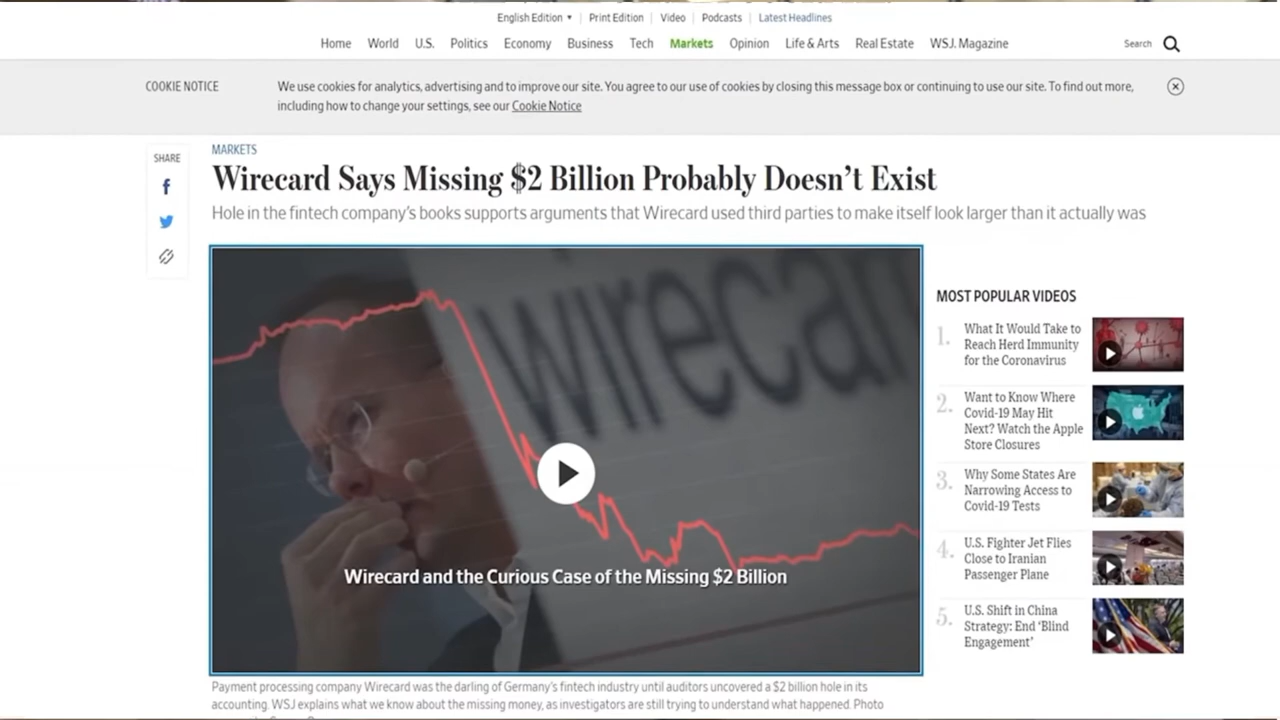 English Edition ▾ | Print Edition | Video | Podcasts | Latest Headlines
Home World U.S. Politics Economy Business Tech Markets Opinion Life & Arts Real Estate WSJ. Magazine Search
COOKIE NOTICE
We use cookies for analytics, advertising and to improve our site. You agree to our use of cookies by closing this message box or continuing to use our site. To find out more,
including how to change your settings, see our Cookie Notice
SHARE
MARKETS
Wirecard Says Missing $2 Billion Probably Doesn't Exist
Hole in the fintech company's books supports arguments that Wirecard used third parties to make itself look larger than it actually was
wirecar
Wirecard and the Curious Case of the Missing $2 Billion
Payment processing company Wirecard was the darling of Germany's fintech industry until auditors uncovered a $2 billion hole in its
accounting. WSJ explains what we know about the missing money, as investigators are still trying to understand what happened. Photo
MOST POPULAR VIDEOS
1. What It Would Take to
Reach Herd Immunity
for the Coronavirus
2. Want to Know Where
Covid-19 May Hit
Next? Watch the Apple
Store Closures
3. Why Some States Are
Narrowing Access to
Covid-19 Tests
4. U.S. Fighter Jet Flies
Close to Iranian
Passenger Plane
5. U.S. Shift in China
Strategy: End 'Blind
Engagement'